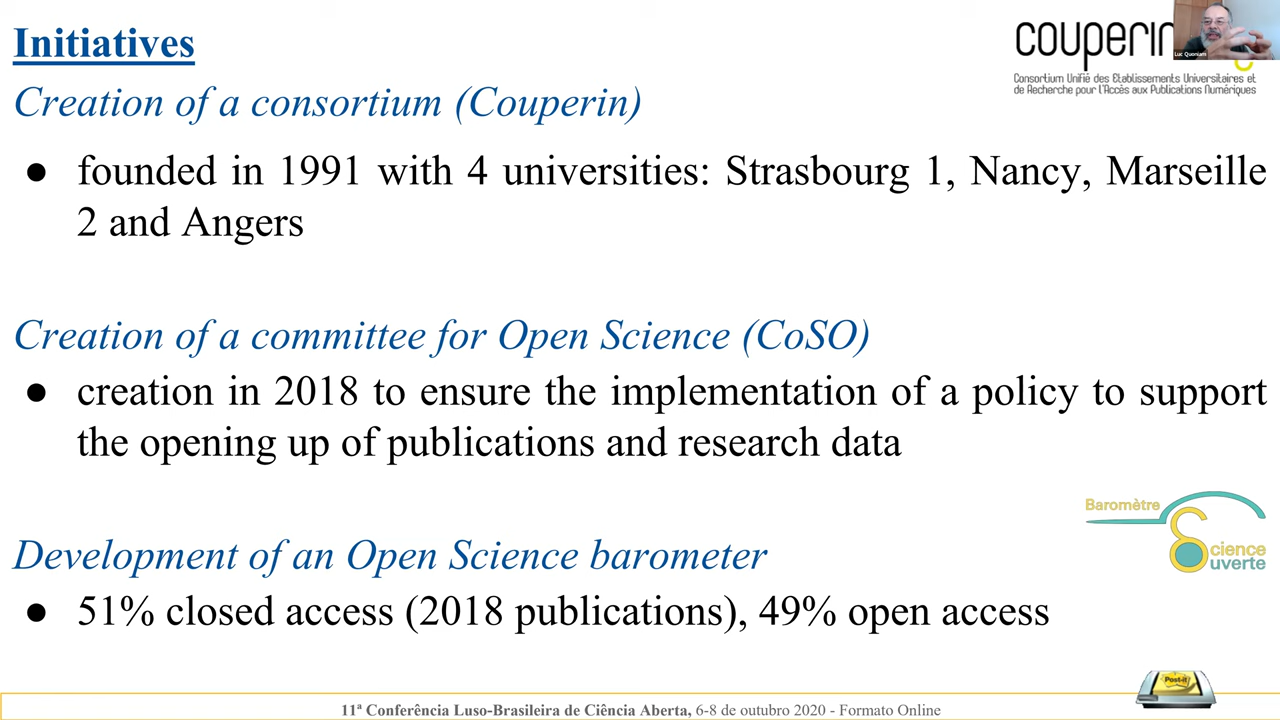 Initiatives
couperin
Luc Quoniam
Consortium Unifié des Etablissements Universitaires et
de Recherche pour l'Accès aux Publications Numériques
Creation of a consortium (Couperin)
● founded in 1991 with 4 universities: Strasbourg 1, Nancy, Marseille
2 and Angers
Creation of a committee for Open Science (CoSO)
● creation in 2018 to ensure the implementation of a policy to support
the opening up of publications and research data
Baromètre
Science
Ouverte
Development of an Open Science barometer
● 51% closed access (2018 publications), 49% open access
Post-it
11ª Conferência Luso-Brasileira de Ciência Aberta, 6-8 de outubro 2020 - Formato Online